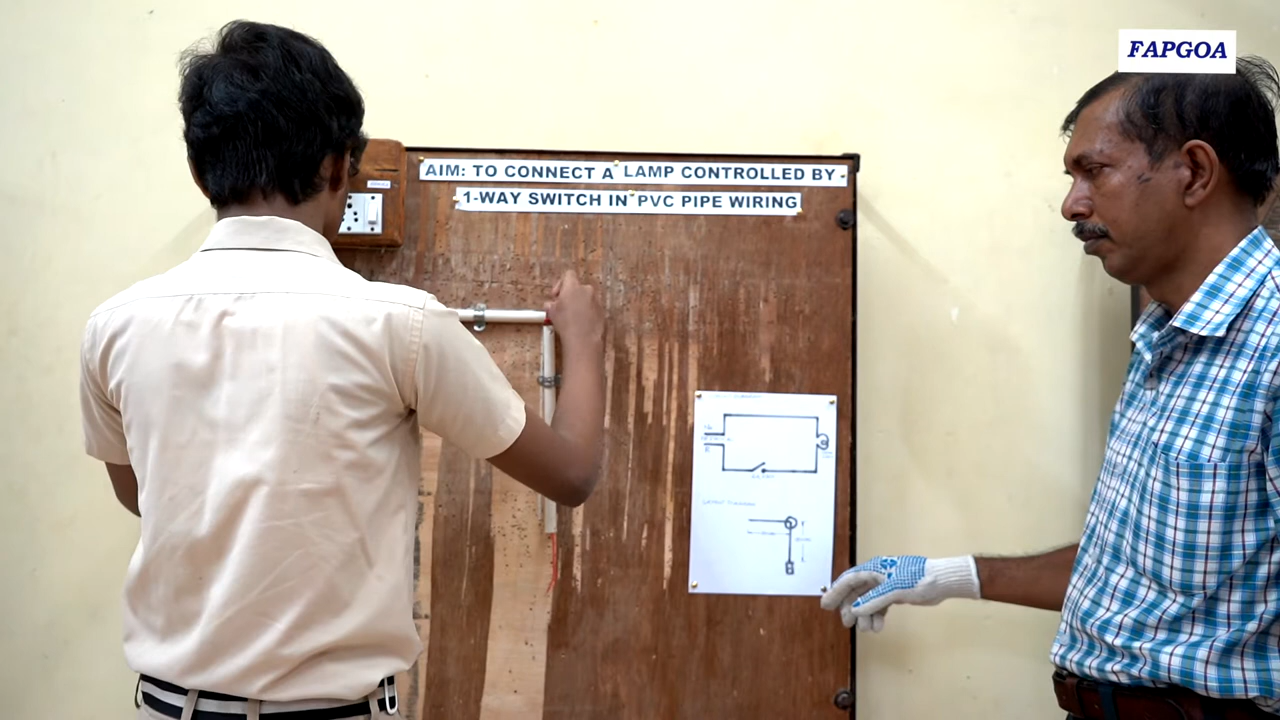 FAPGOA
AIM: TO CONNECT A LAMP CONTROLLED BY
1-WAY SWITCH IN PVC PIPE WIRING